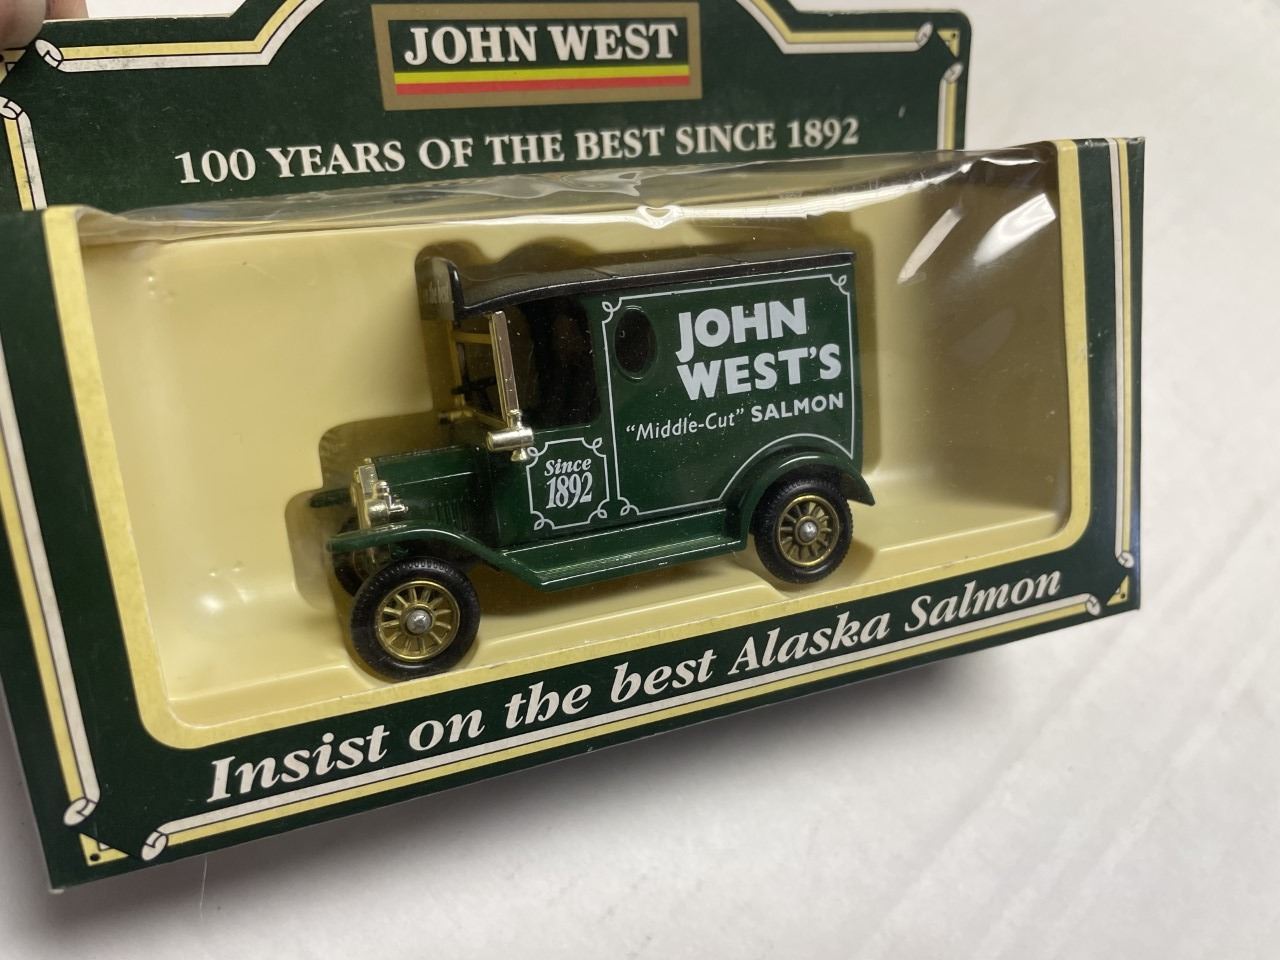 JOHN WEST
100 YEARS OF THE BEST SINCE 1892
JOHN
WEST'S
"Middle-Cut" SALMON
Since
1892
Insist on the best Alaska Salmon